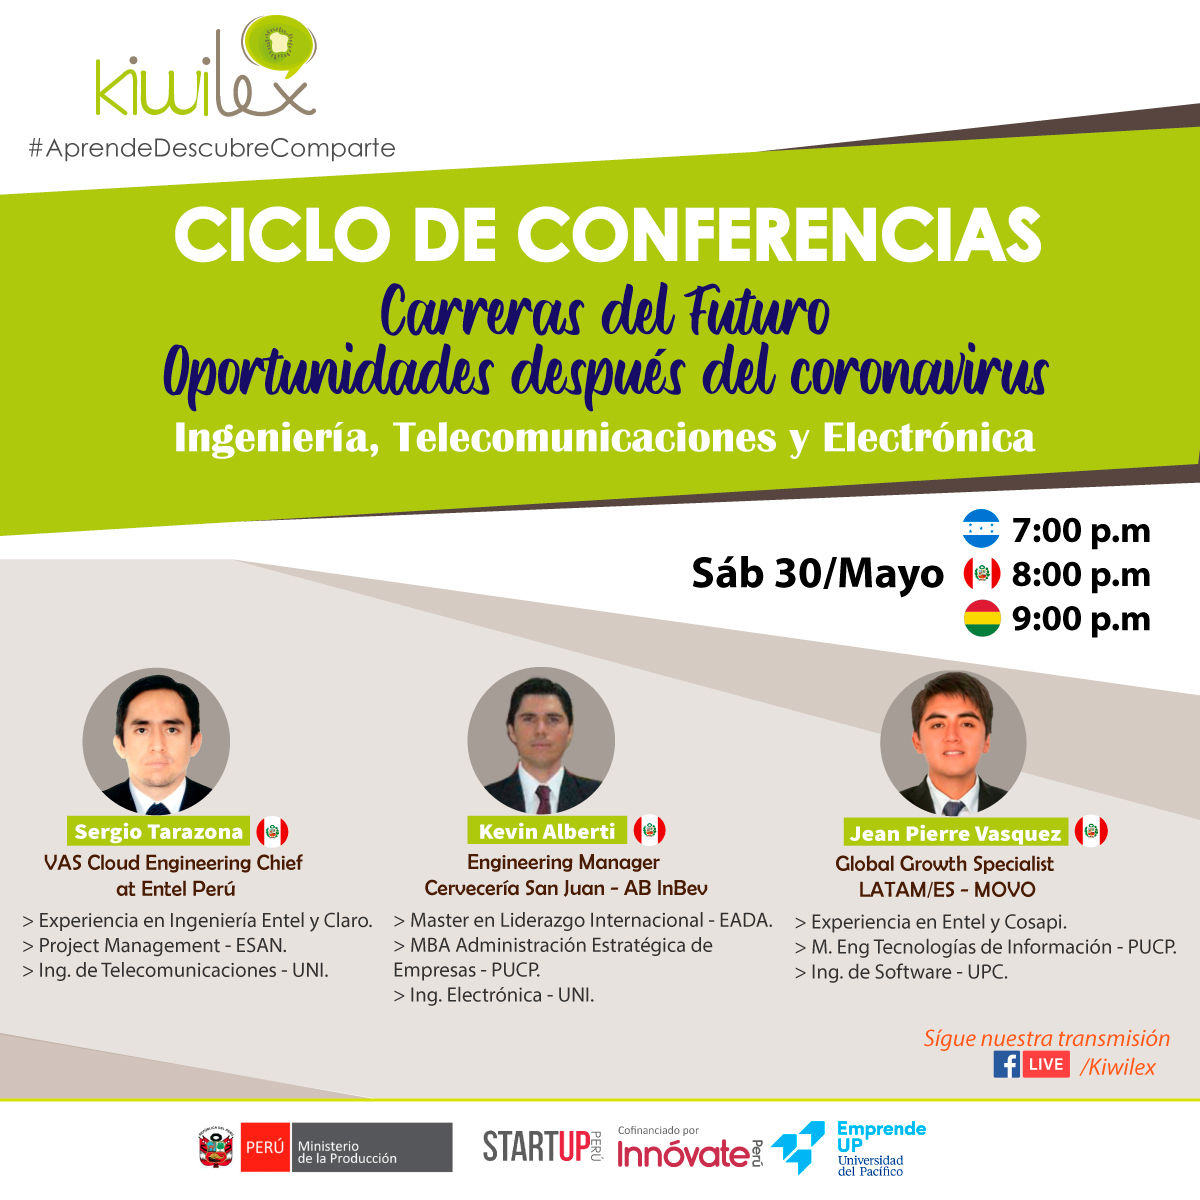 kiwilex
#AprendeDescubreComparte
CICLO DE CONFERENCIAS
Carreras del Futuro
Oportunidades después del coronavirus
Ingeniería, Telecomunicaciones y Electrónica
Sáb 30/Mayo
7:00 p.m
8:00 p.m
9:00 p.m
Sergio Tarazona
VAS Cloud Engineering Chief
at Entel Perú
> Experiencia en Ingeniería Entel y Claro.
> Project Management - ESAN.
> Ing. de Telecomunicaciones - UNI.
Kevin Alberti
Engineering Manager
Cervecería San Juan - AB InBev
> Master en Liderazgo Internacional - EADA.
> MBA Administración Estratégica de
Empresas - PUCP.
> Ing. Electrónica - UNI.
Jean Pierre Vasquez
Global Growth Specialist
LATAM/ES - MOVO
> Experiencia en Entel y Cosapi.
> M. Eng Tecnologías de Información - PUCP.
> Ing. de Software - UPC.
Sígue nuestra transmisión
f LIVE /Kiwilex
PERÚ
Ministerio
de la Producción
STARTUP PERÚ
Cofinanciado por
Innóvate Perú
Emprende
UP
Universidad
del Pacífico